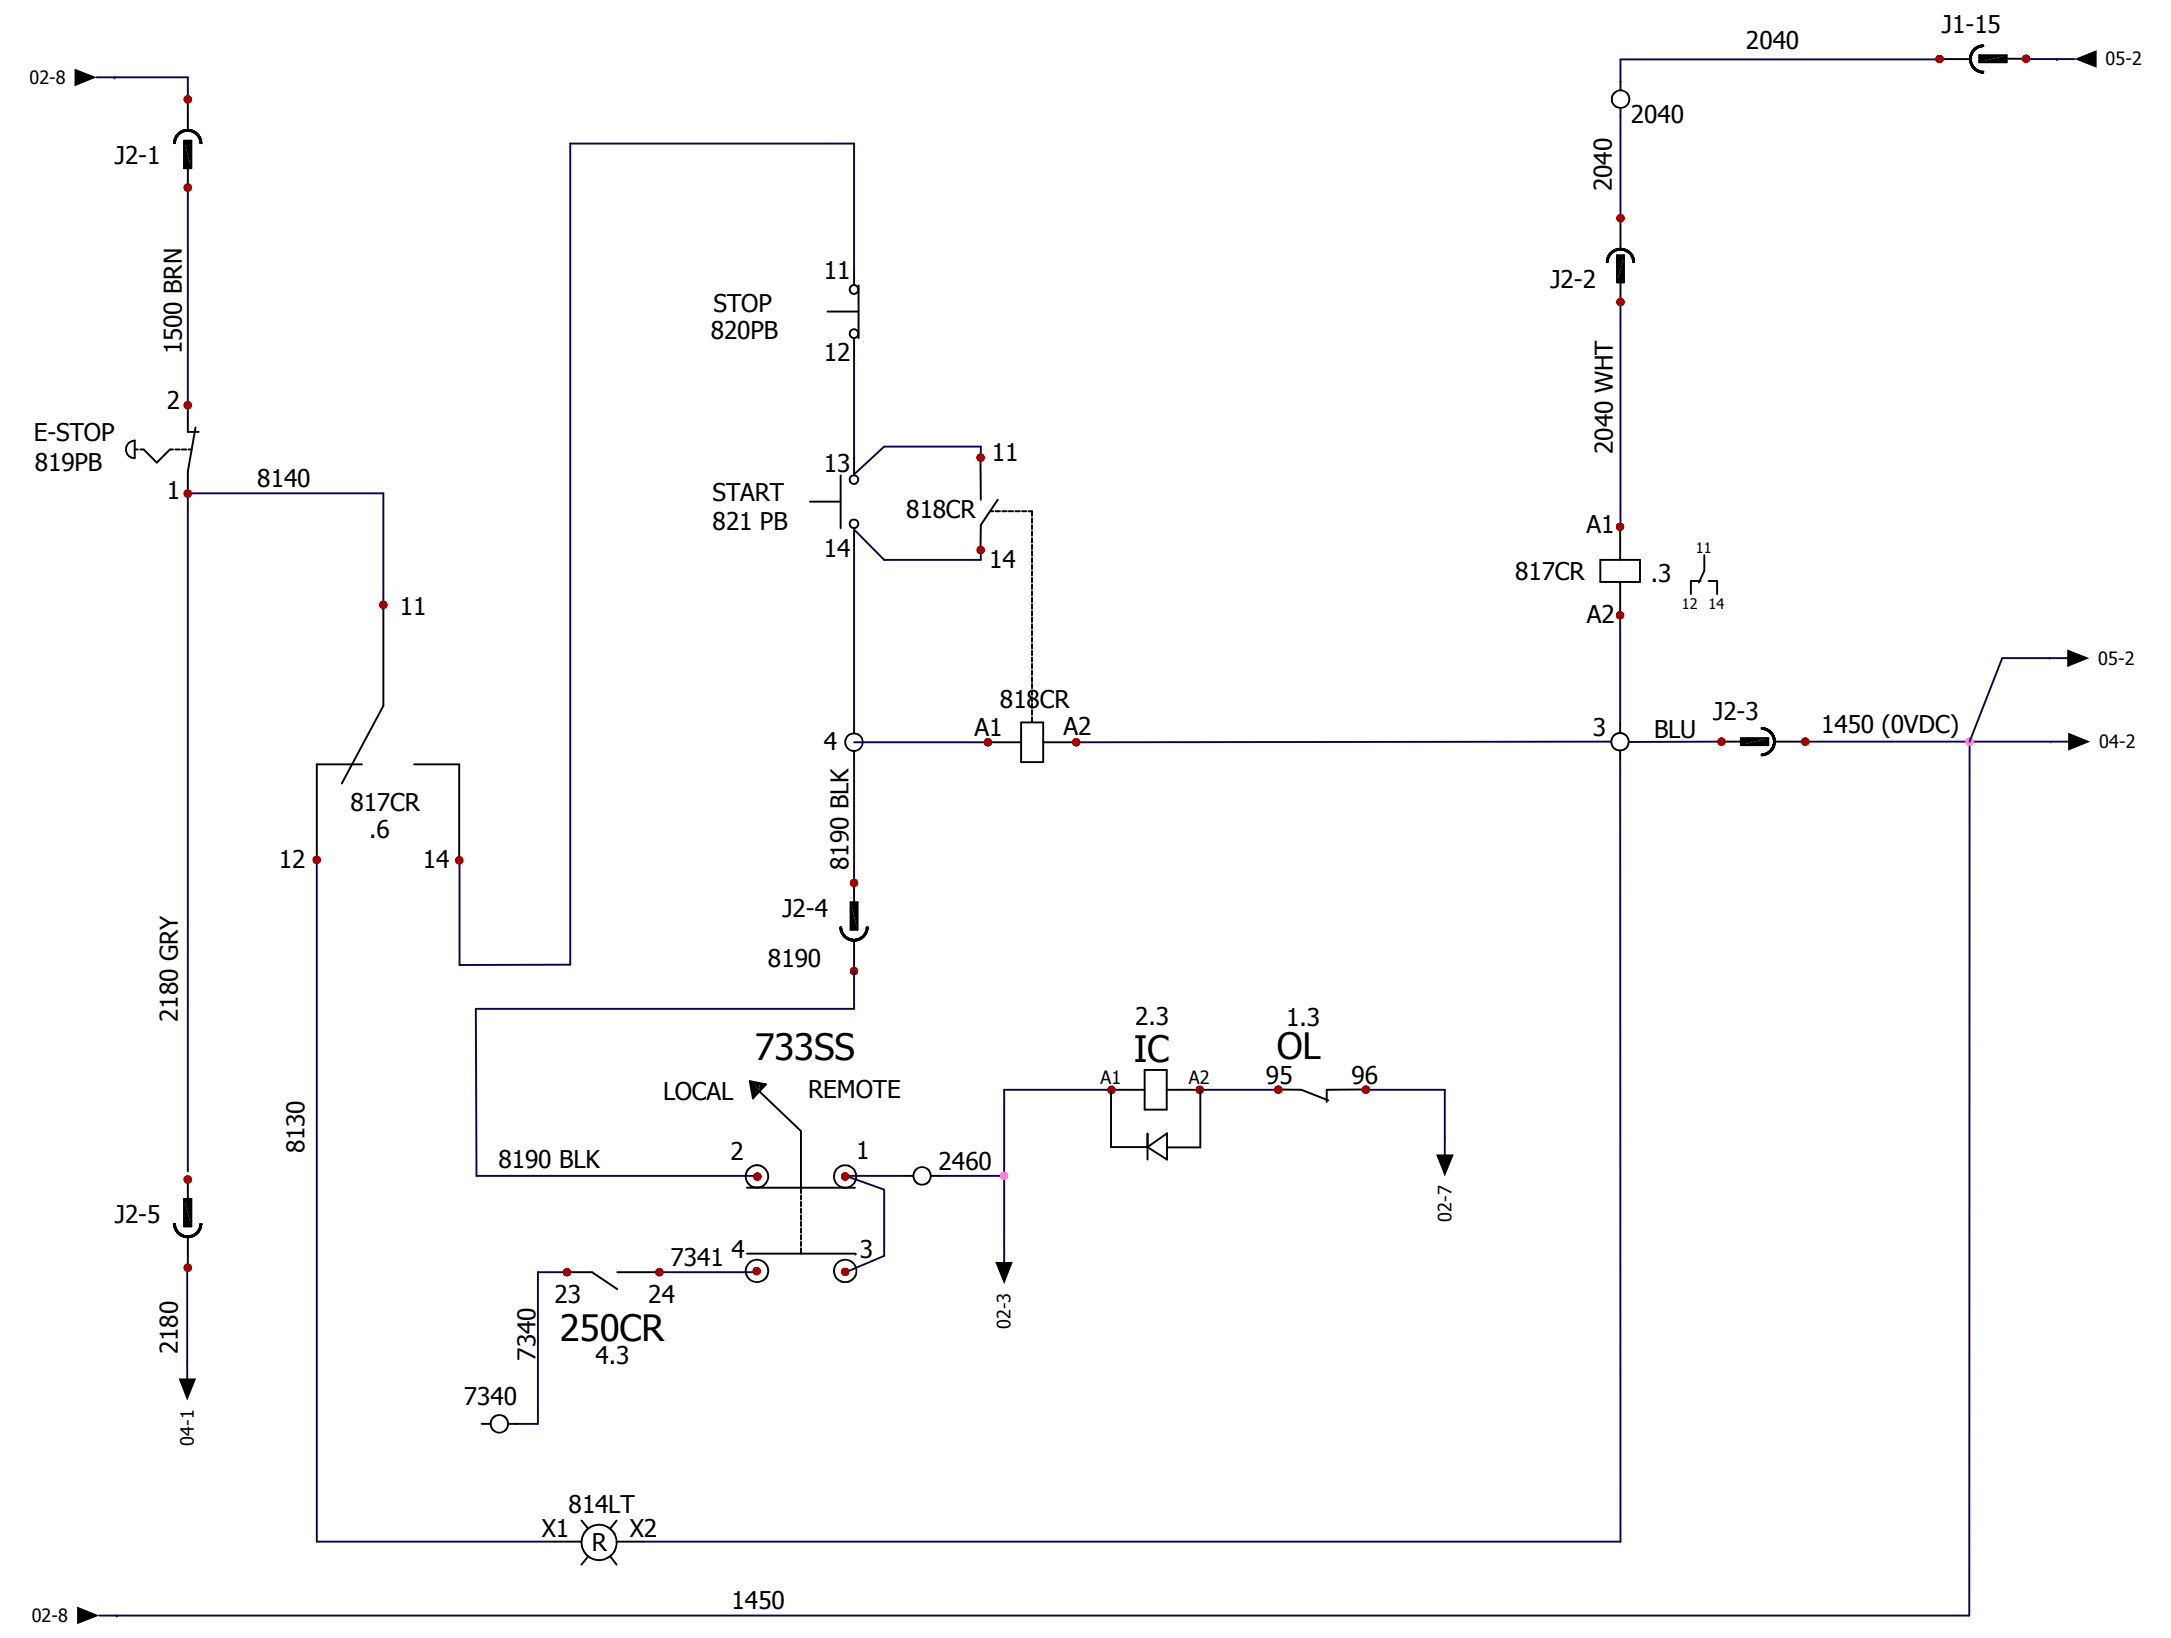 J1-15
2040
02-8
05-2
2040
J2-1
2040
J2-2
1500 BRN
11
STOP
820PB
12
2040 WHT
2
E-STOP
819PB
1
8140
13
11
START
821 PB
818CR
14
14
A1
817CR
.3
11
12
14
A2
11
05-2
818CR
4
A1
A2
3
BLU
J2-3
1450 (0VDC)
04-2
817CR
.6
8190 BLK
12
14
J2-4
8190
2180 GRY
733SS
LOCAL
REMOTE
2.3
IC
1.3
OL
A1
A2
95
96
8130
2
1
8190 BLK
2460
02-7
J2-5
4
3
7341
23
24
250CR
4.3
7340
02-3
2180
7340
04-1
814LT
X1
R
X2
1450
02-8